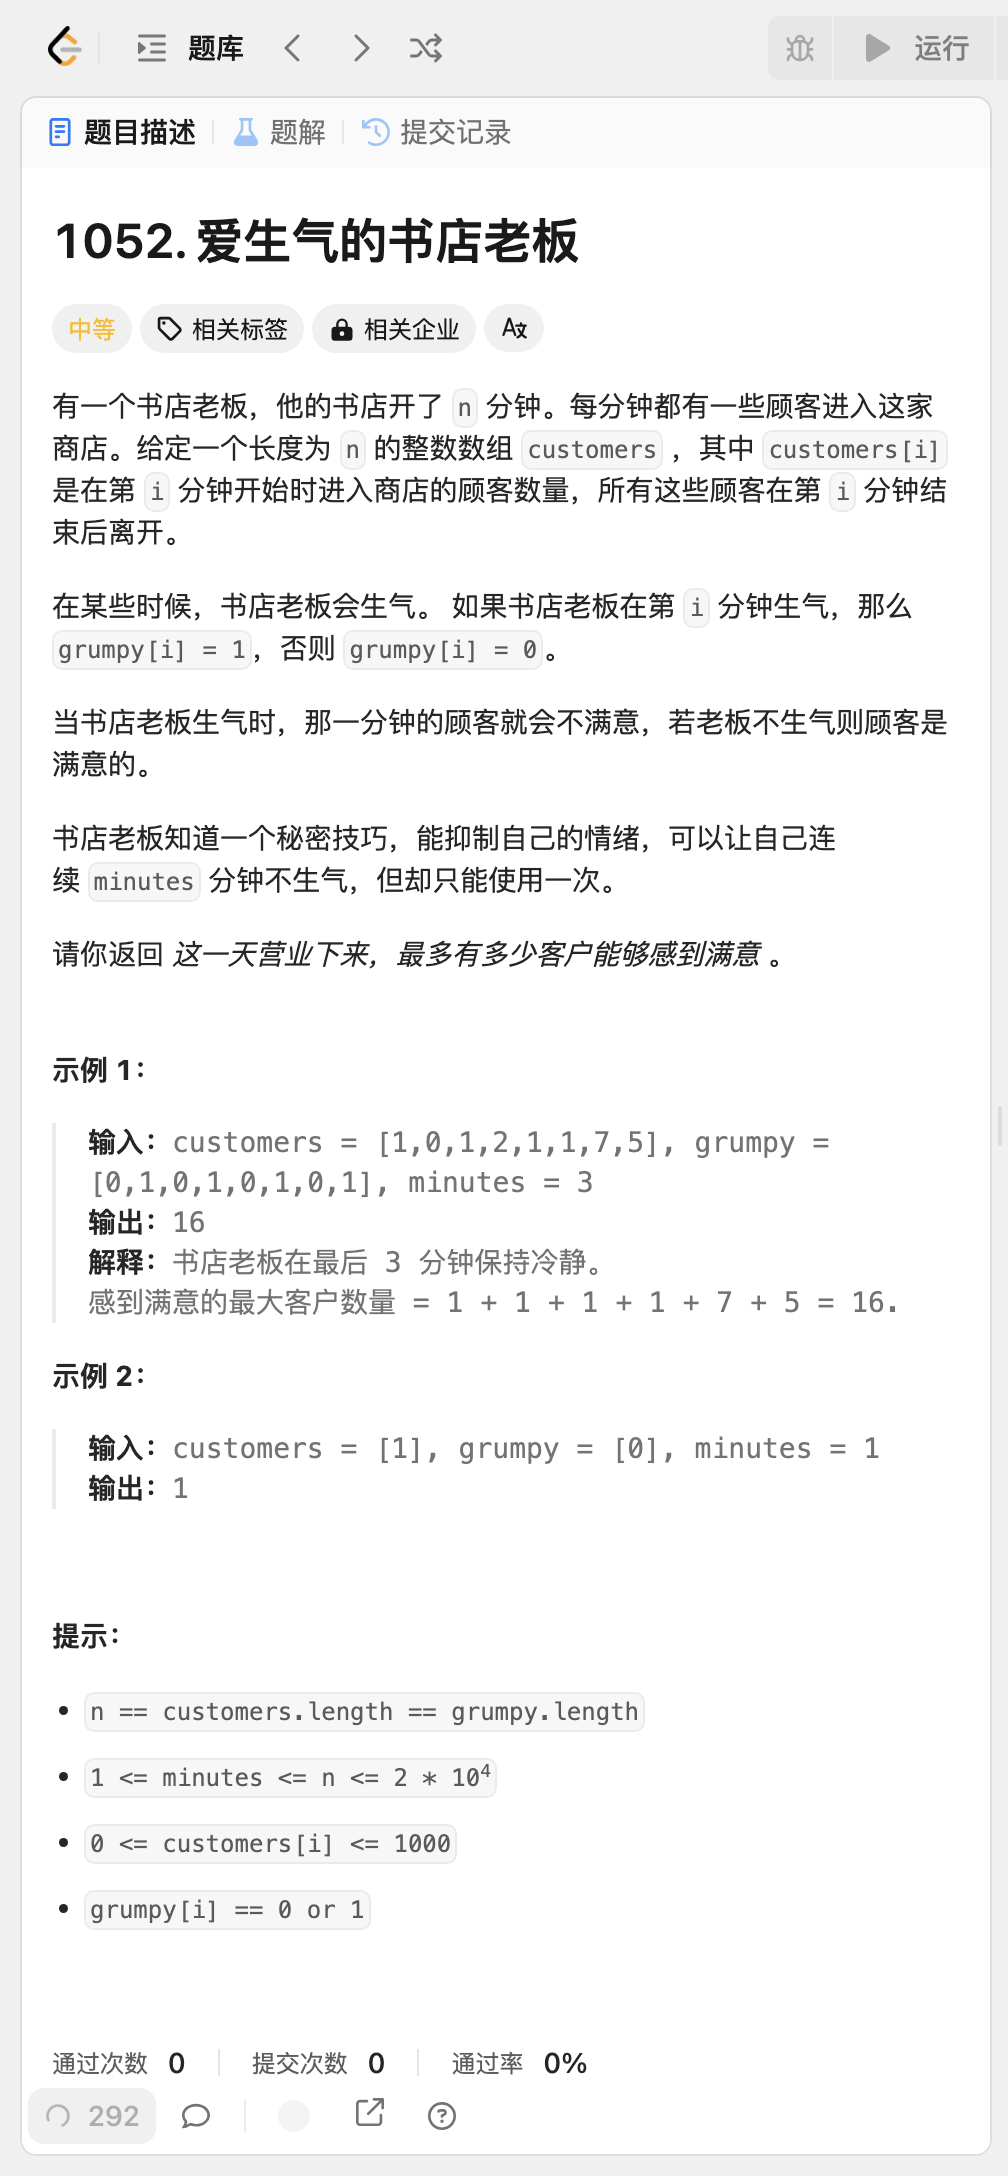 题库 运行
题目描述 题解 提交记录
1052. 爱生气的书店老板
中等 相关标签 相关企业 A文
有一个书店老板，他的书店开了 n 分钟。每分钟都有一些顾客进入这家
商店。给定一个长度为 n 的整数数组 customers ，其中 customers[i]
是在第 i 分钟开始时进入商店的顾客数量，所有这些顾客在第 i 分钟结
束后离开。
在某些时候，书店老板会生气。 如果书店老板在第 i 分钟生气，那么
grumpy[i] = 1，否则 grumpy[i] = 0。
当书店老板生气时，那一分钟的顾客就会不满意，若老板不生气则顾客是
满意的。
书店老板知道一个秘密技巧，能抑制自己的情绪，可以让自己连
续 minutes 分钟不生气，但却只能使用一次。
请你返回 这一天营业下来，最多有多少客户能够感到满意 。
示例 1：
输入：customers = [1,0,1,2,1,1,7,5], grumpy =
[0,1,0,1,0,1,0,1], minutes = 3
输出：16
解释：书店老板在最后 3 分钟保持冷静。
感到满意的最大客户数量 = 1 + 1 + 1 + 1 + 7 + 5 = 16.
示例 2：
输入：customers = [1], grumpy = [0], minutes = 1
输出：1
提示：
n == customers.length == grumpy.length
1 <= minutes <= n <= 2 * 10⁴
0 <= customers[i] <= 1000
grumpy[i] == 0 or 1
通过次数 0 提交次数 0 通过率 0%
292